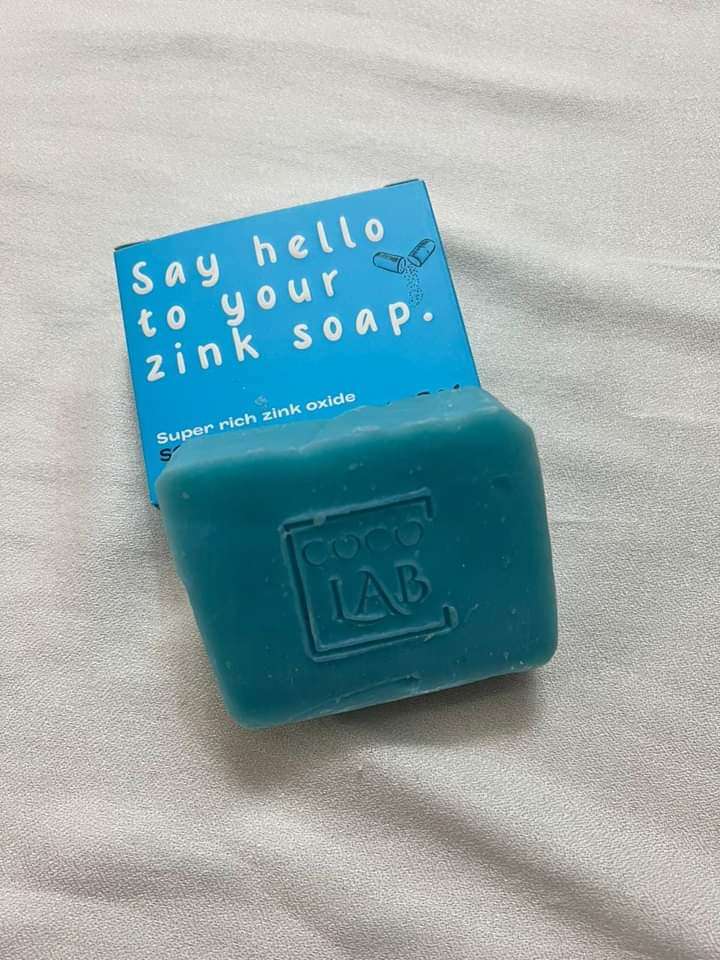 Say hello
to your
zink soap.
Super rich zink oxide
COCO
LAB